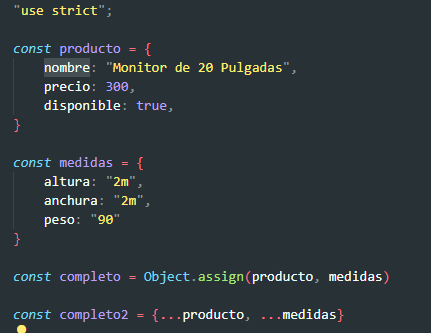 "use strict";
const producto = {
nombre: "Monitor de 20 Pulgadas",
precio: 300,
disponible: true,
}
const medidas = {
altura: "2m",
anchura: "2m",
peso: "90"
}
const completo = Object.assign(producto, medidas)
const completo2 = {...producto, ...medidas}